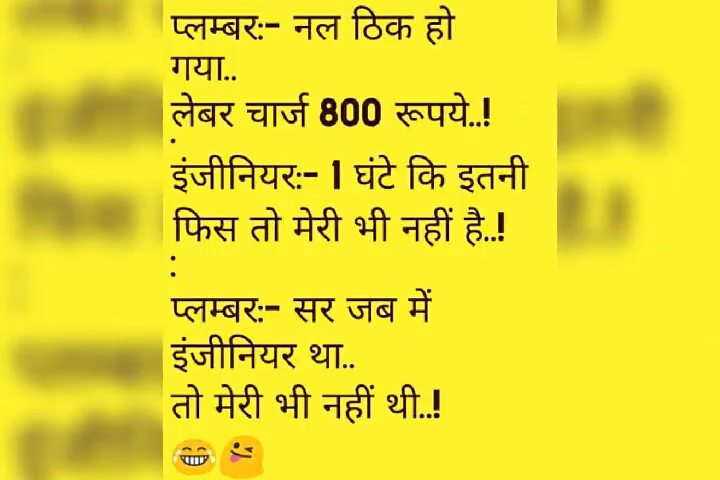 प्लम्बर:- नल ठिक हो
गया..
लेबर चार्ज 800 रूपये..!
.
इंजीनियर:- 1 घंटे कि इतनी
फिस तो मेरी भी नहीं है..!
:
प्लम्बर:- सर जब में
इंजीनियर था..
तो मेरी भी नहीं थी..!
😂😜